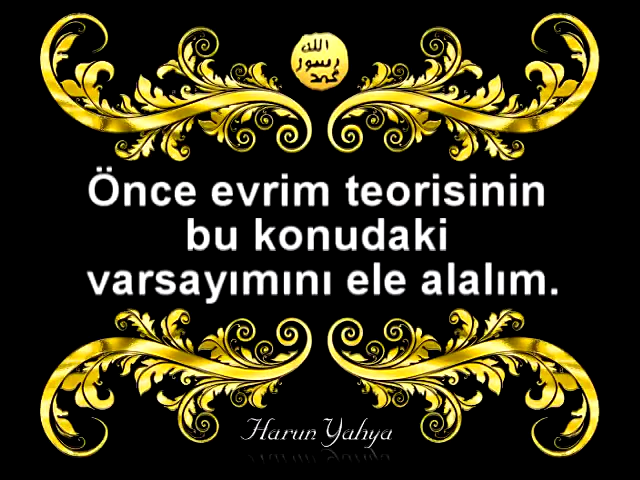 الله
رسول
محمد
Önce evrim teorisinin
bu konudaki
varsayımını ele alalım.
Harun Yahya